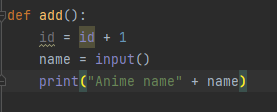 def add():
    id = id + 1
    name = input()
    print("Anime name" + name)